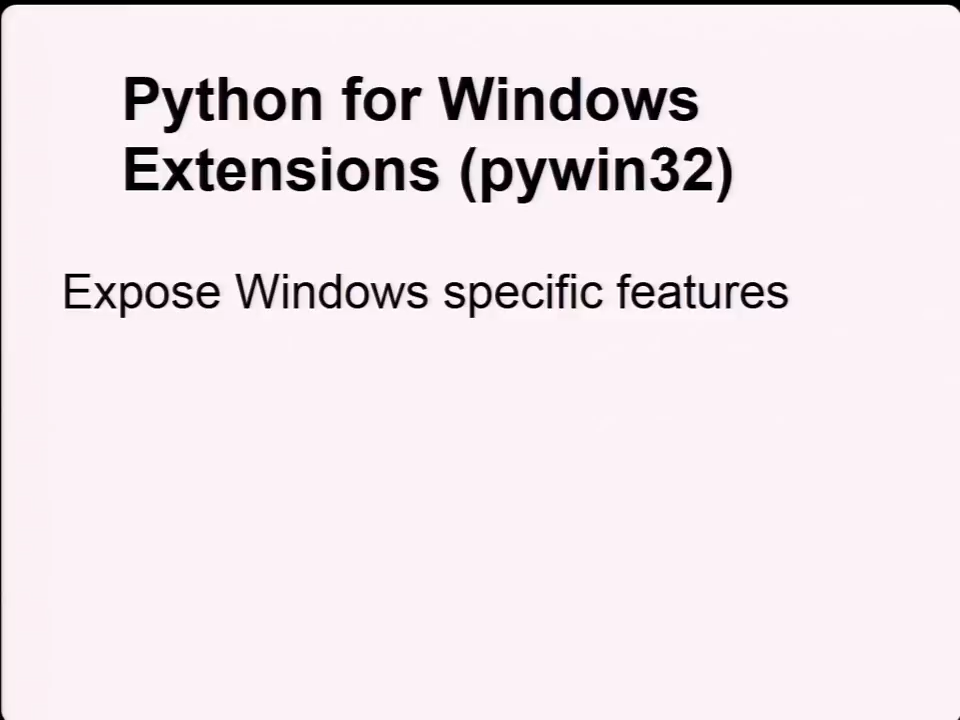 Python for Windows
Extensions (pywin32)
Expose Windows specific features